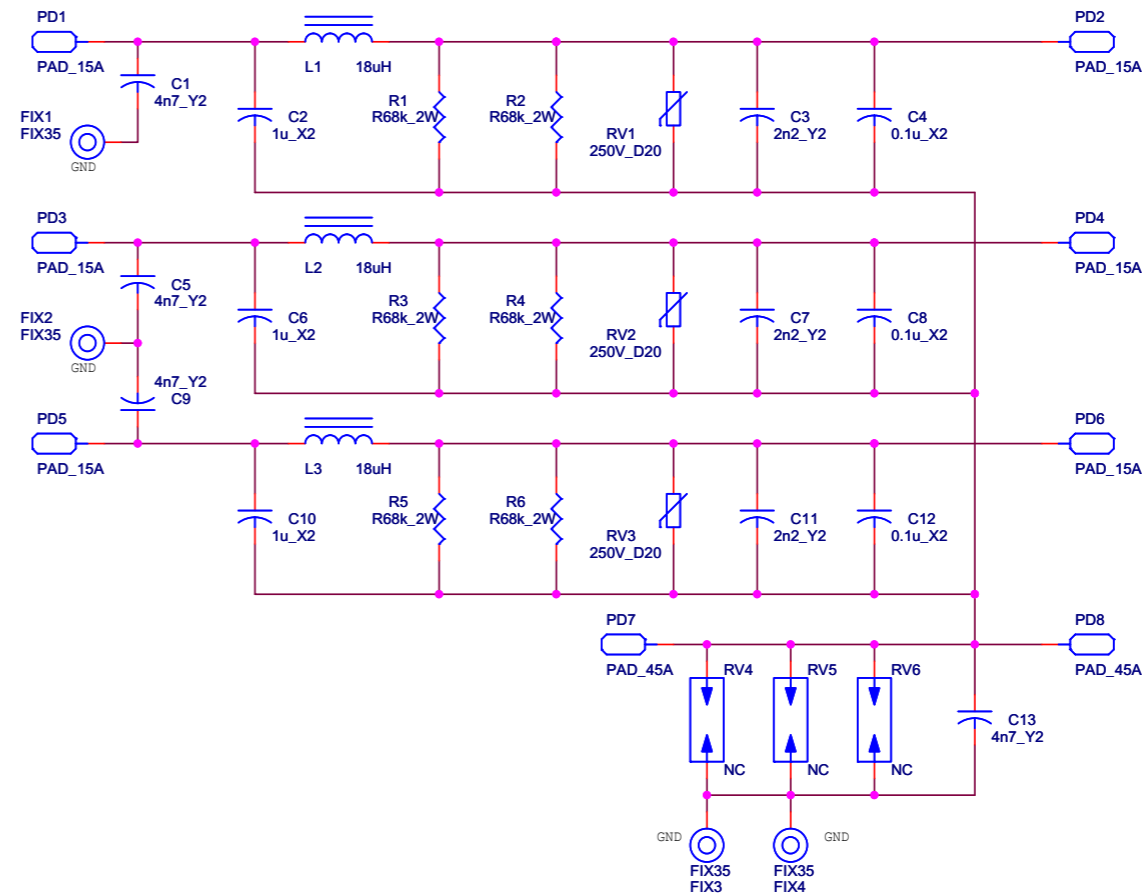 PD1
PD2
PAD_15A
PAD_15A
L1 18uH
C1
4n7_Y2
FIX1
FIX35
GND
C2
1u_X2
R1
R68k_2W
R2
R68k_2W
RV1
250V_D20
C3
2n2_Y2
C4
0.1u_X2
PD3
PD4
PAD_15A
PAD_15A
L2 18uH
C5
4n7_Y2
FIX2
FIX35
GND
C6
1u_X2
R3
R68k_2W
R4
R68k_2W
RV2
250V_D20
C7
2n2_Y2
C8
0.1u_X2
4n7_Y2
C9
PD5
PD6
PAD_15A
PAD_15A
L3 18uH
C10
1u_X2
R5
R68k_2W
R6
R68k_2W
RV3
250V_D20
C11
2n2_Y2
C12
0.1u_X2
PD7
PD8
PAD_45A
PAD_45A
RV4
RV5
RV6
NC
NC
NC
C13
4n7_Y2
GND
GND
FIX35
FIX3
FIX35
FIX4